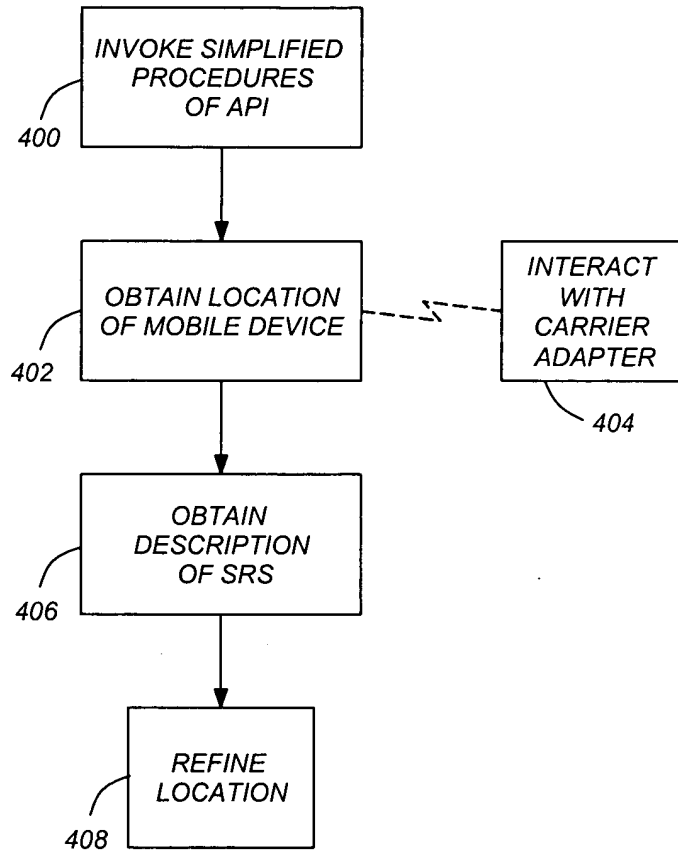 INVOKE SIMPLIFIED
PROCEDURES
OF API
400
OBTAIN LOCATION
OF MOBILE DEVICE
402
INTERACT
WITH
CARRIER
ADAPTER
404
OBTAIN
DESCRIPTION
OF SRS
406
REFINE
LOCATION
408